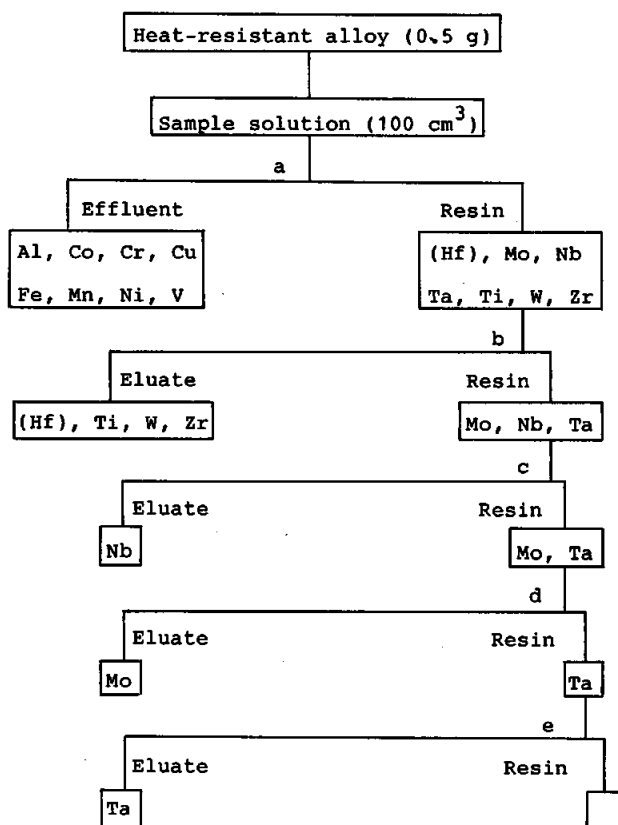 Heat-resistant alloy (0.5 g)
Sample solution (100 cm³)
a
Effluent
Resin
Al, Co, Cr, Cu
Fe, Mn, Ni, V
(Hf), Mo, Nb
Ta, Ti, W, Zr
b
Eluate
Resin
(Hf), Ti, W, Zr
Mo, Nb, Ta
c
Eluate
Resin
Nb
Mo, Ta
d
Eluate
Resin
Mo
Ta
e
Eluate
Resin
Ta